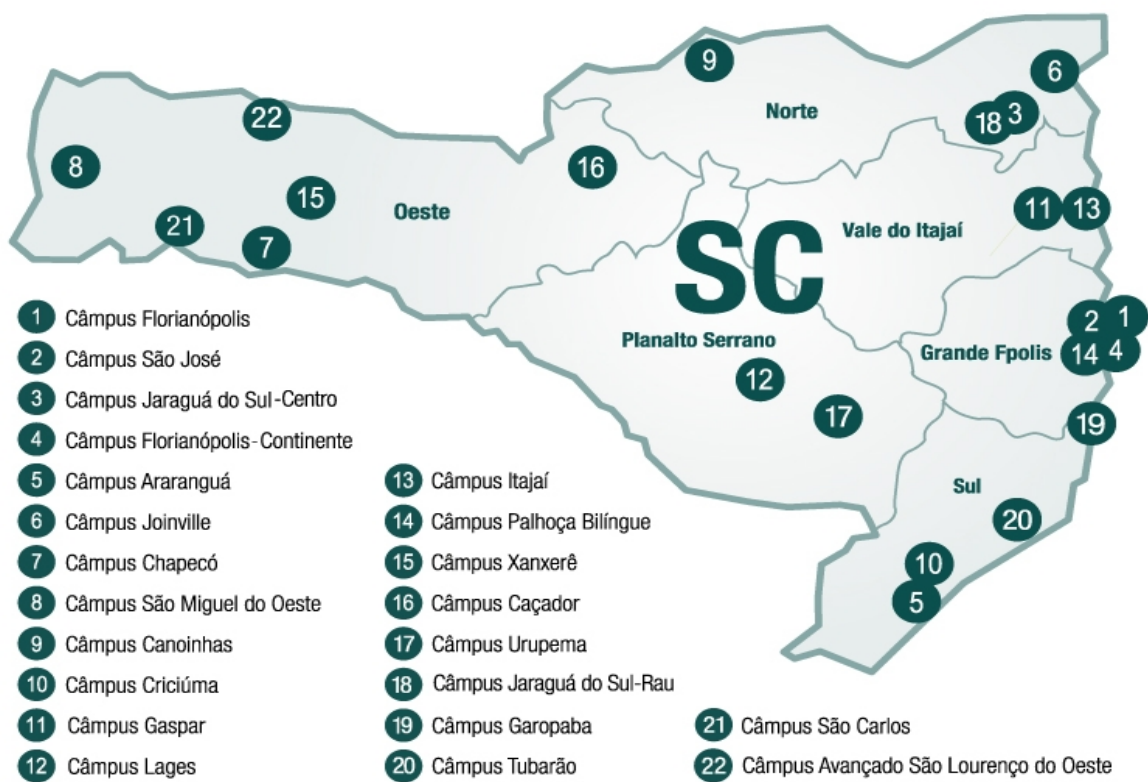 9
6
Norte
3
18
22
8
16
15
Oeste
21
7
11
13
Vale do Itajaí
SC
2
1
Planalto Serrano
Grande Fpolis
14
4
12
17
19
Sul
20
10
5
1 Câmpus Florianópolis
2 Câmpus São José
3 Câmpus Jaraguá do Sul-Centro
4 Câmpus Florianópolis-Continente
5 Câmpus Araranguá
6 Câmpus Joinville
7 Câmpus Chapecó
8 Câmpus São Miguel do Oeste
9 Câmpus Canoinhas
10 Câmpus Criciúma
11 Câmpus Gaspar
12 Câmpus Lages
13 Câmpus Itajaí
14 Câmpus Palhoça Bilíngue
15 Câmpus Xanxerê
16 Câmpus Caçador
17 Câmpus Urupema
18 Câmpus Jaraguá do Sul-Rau
19 Câmpus Garopaba
20 Câmpus Tubarão
21 Câmpus São Carlos
22 Câmpus Avançado São Lourenço do Oeste